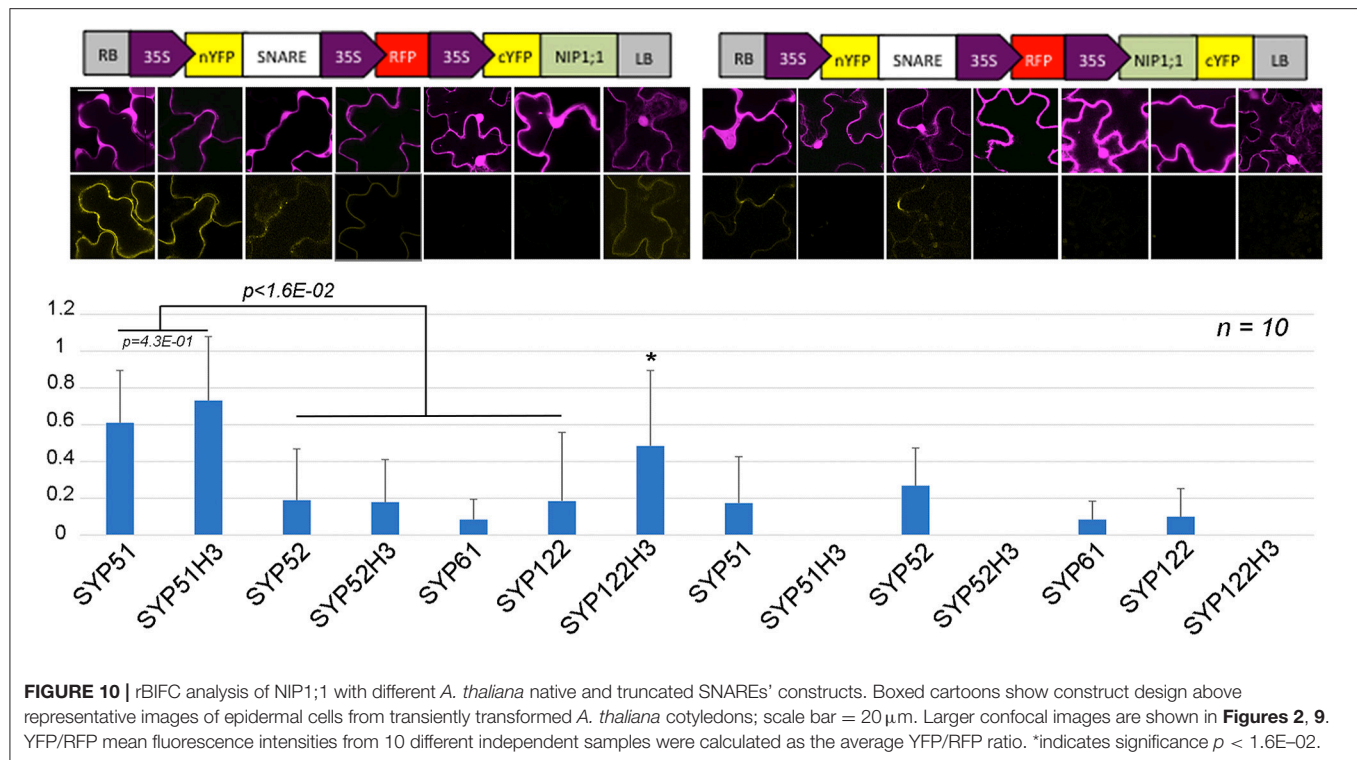 RB 35S nYFP SNARE 35S RFP 35S cYFP NIP1;1 LB
RB 35S nYFP SNARE 35S RFP 35S NIP1;1 cYFP LB
p<1.6E-02
p=4.3E-01
n = 10
*
1.2
1
0.8
0.6
0.4
0.2
0
SYP51
SYP51H3
SYP52
SYP52H3
SYP61
SYP122
SYP122H3
SYP51
SYP51H3
SYP52
SYP52H3
SYP61
SYP122
SYP122H3
FIGURE 10 | rBIFC analysis of NIP1;1 with different A. thaliana native and truncated SNAREs' constructs. Boxed cartoons show construct design above
representative images of epidermal cells from transiently transformed A. thaliana cotyledons; scale bar = 20 μm. Larger confocal images are shown in Figures 2, 9.
YFP/RFP mean fluorescence intensities from 10 different independent samples were calculated as the average YFP/RFP ratio. *indicates significance p < 1.6E–02.